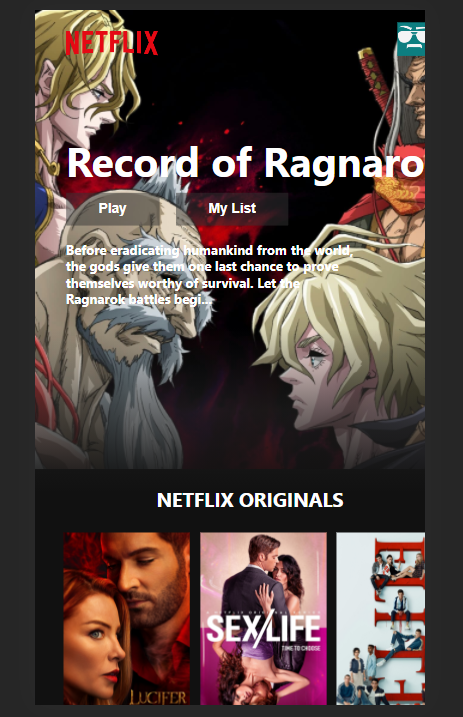 NETFLIX
Record of Ragnaro
Play
My List
Before eradicating humankind from the world,
the gods give them one last chance to prove
themselves worthy of survival. Let the
Ragnarok battles begi...
NETFLIX ORIGINALS
LUCIFER
A NETFLIX ORIGINAL SERIES
SEX/LIFE
TIME TO CHOOSE
ELITE